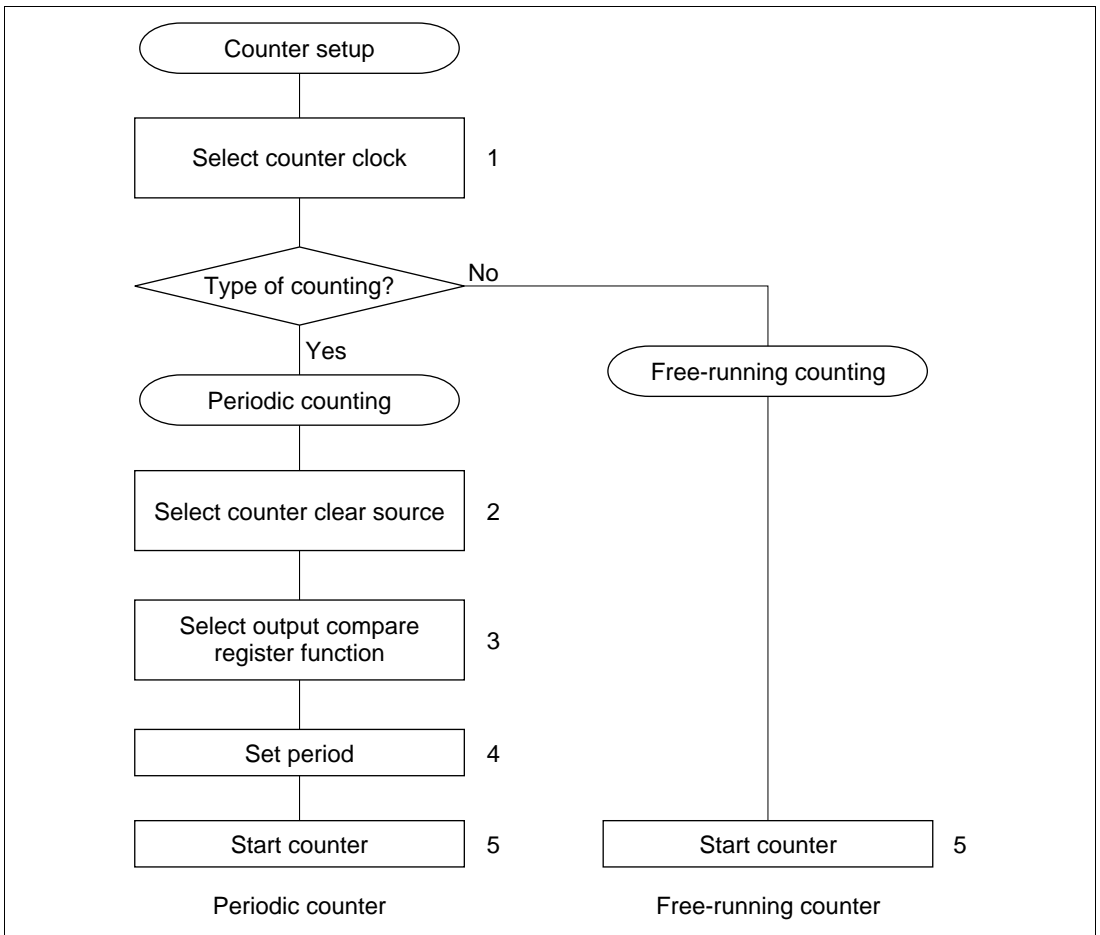 Counter setup
Select counter clock
1
Type of counting?
No
Yes
Free-running counting
Periodic counting
Select counter clear source
2
Select output compare
register function
3
Set period
4
Start counter
5
Start counter
5
Periodic counter
Free-running counter